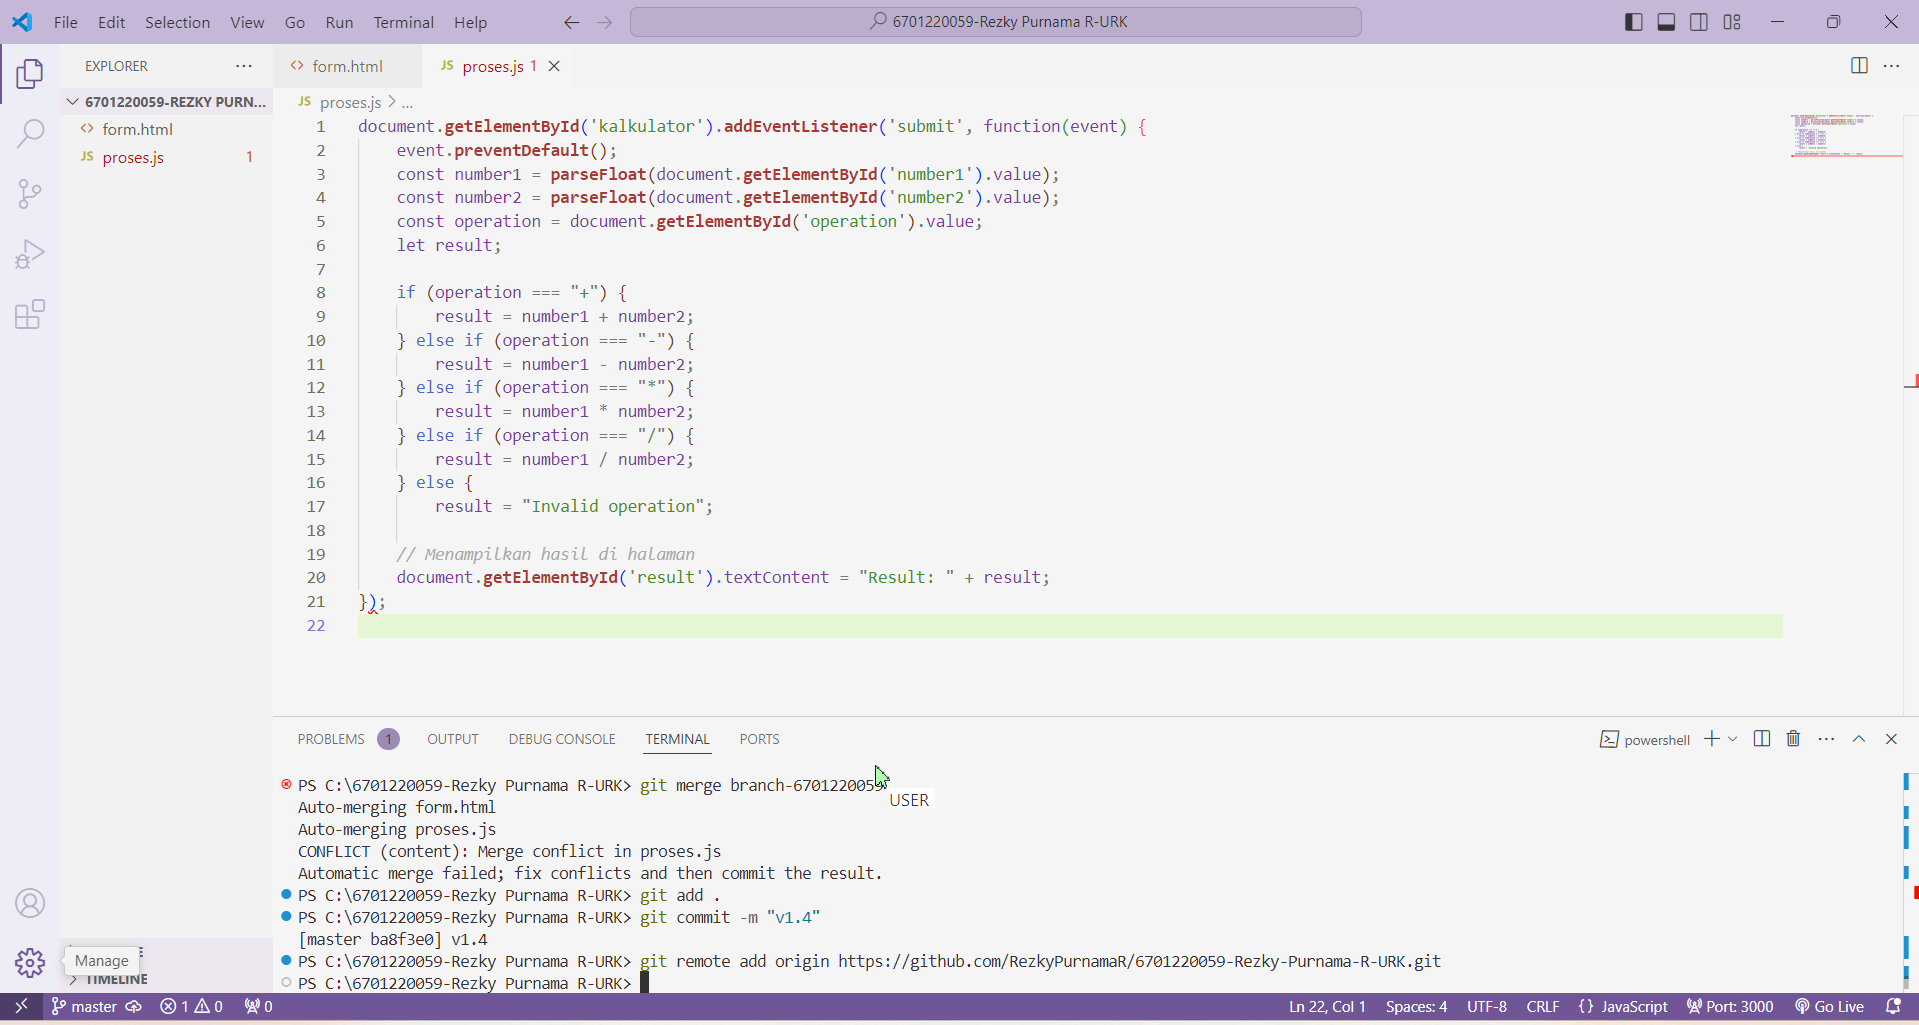 File Edit Selection View Go Run Terminal Help
6701220059-Rezky Purnama R-URK
EXPLORER
6701220059-REZKY PURN...
form.html
JS proses.js 1
form.html
JS proses.js 1
JS proses.js > ...
1 document.getElementById('kalkulator').addEventListener('submit', function(event) {
2 event.preventDefault();
3 const number1 = parseFloat(document.getElementById('number1').value);
4 const number2 = parseFloat(document.getElementById('number2').value);
5 const operation = document.getElementById('operation').value;
6 let result;
7
8 if (operation === "+") {
9 result = number1 + number2;
10 } else if (operation === "-") {
11 result = number1 - number2;
12 } else if (operation === "*") {
13 result = number1 * number2;
14 } else if (operation === "/") {
15 result = number1 / number2;
16 } else {
17 result = "Invalid operation";
18
19 // Menampilkan hasil di halaman
20 document.getElementById('result').textContent = "Result: " + result;
21 });
22
PROBLEMS 1 OUTPUT DEBUG CONSOLE TERMINAL PORTS
powershell
PS C:\6701220059-Rezky Purnama R-URK> git merge branch-6701220059
USER
Auto-merging form.html
Auto-merging proses.js
CONFLICT (content): Merge conflict in proses.js
Automatic merge failed; fix conflicts and then commit the result.
PS C:\6701220059-Rezky Purnama R-URK> git add .
PS C:\6701220059-Rezky Purnama R-URK> git commit -m "v1.4"
[master ba8f3e0] v1.4
PS C:\6701220059-Rezky Purnama R-URK> git remote add origin https://github.com/RezkyPurnamaR/6701220059-Rezky-Purnama-R-URK.git
PS C:\6701220059-Rezky Purnama R-URK>
Manage
TIMELINE
master 1 0 0
Ln 22, Col 1 Spaces: 4 UTF-8 CRLF {} JavaScript Port: 3000 Go Live